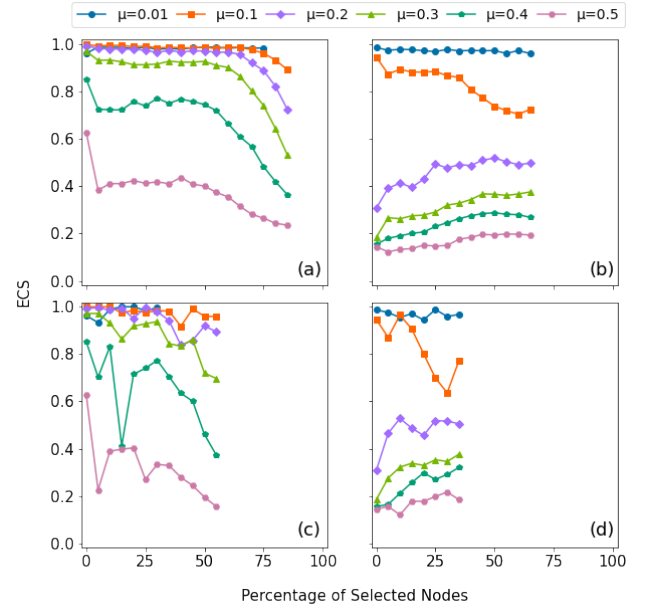 μ=0.01 μ=0.1 μ=0.2 μ=0.3 μ=0.4 μ=0.5
1.0
0.8
0.6
0.4
0.2
0.0
(a)
(b)
ECS
1.0
0.8
0.6
0.4
0.2
0.0
(c)
(d)
0 25 50 75 100
0 25 50 75 100
Percentage of Selected Nodes